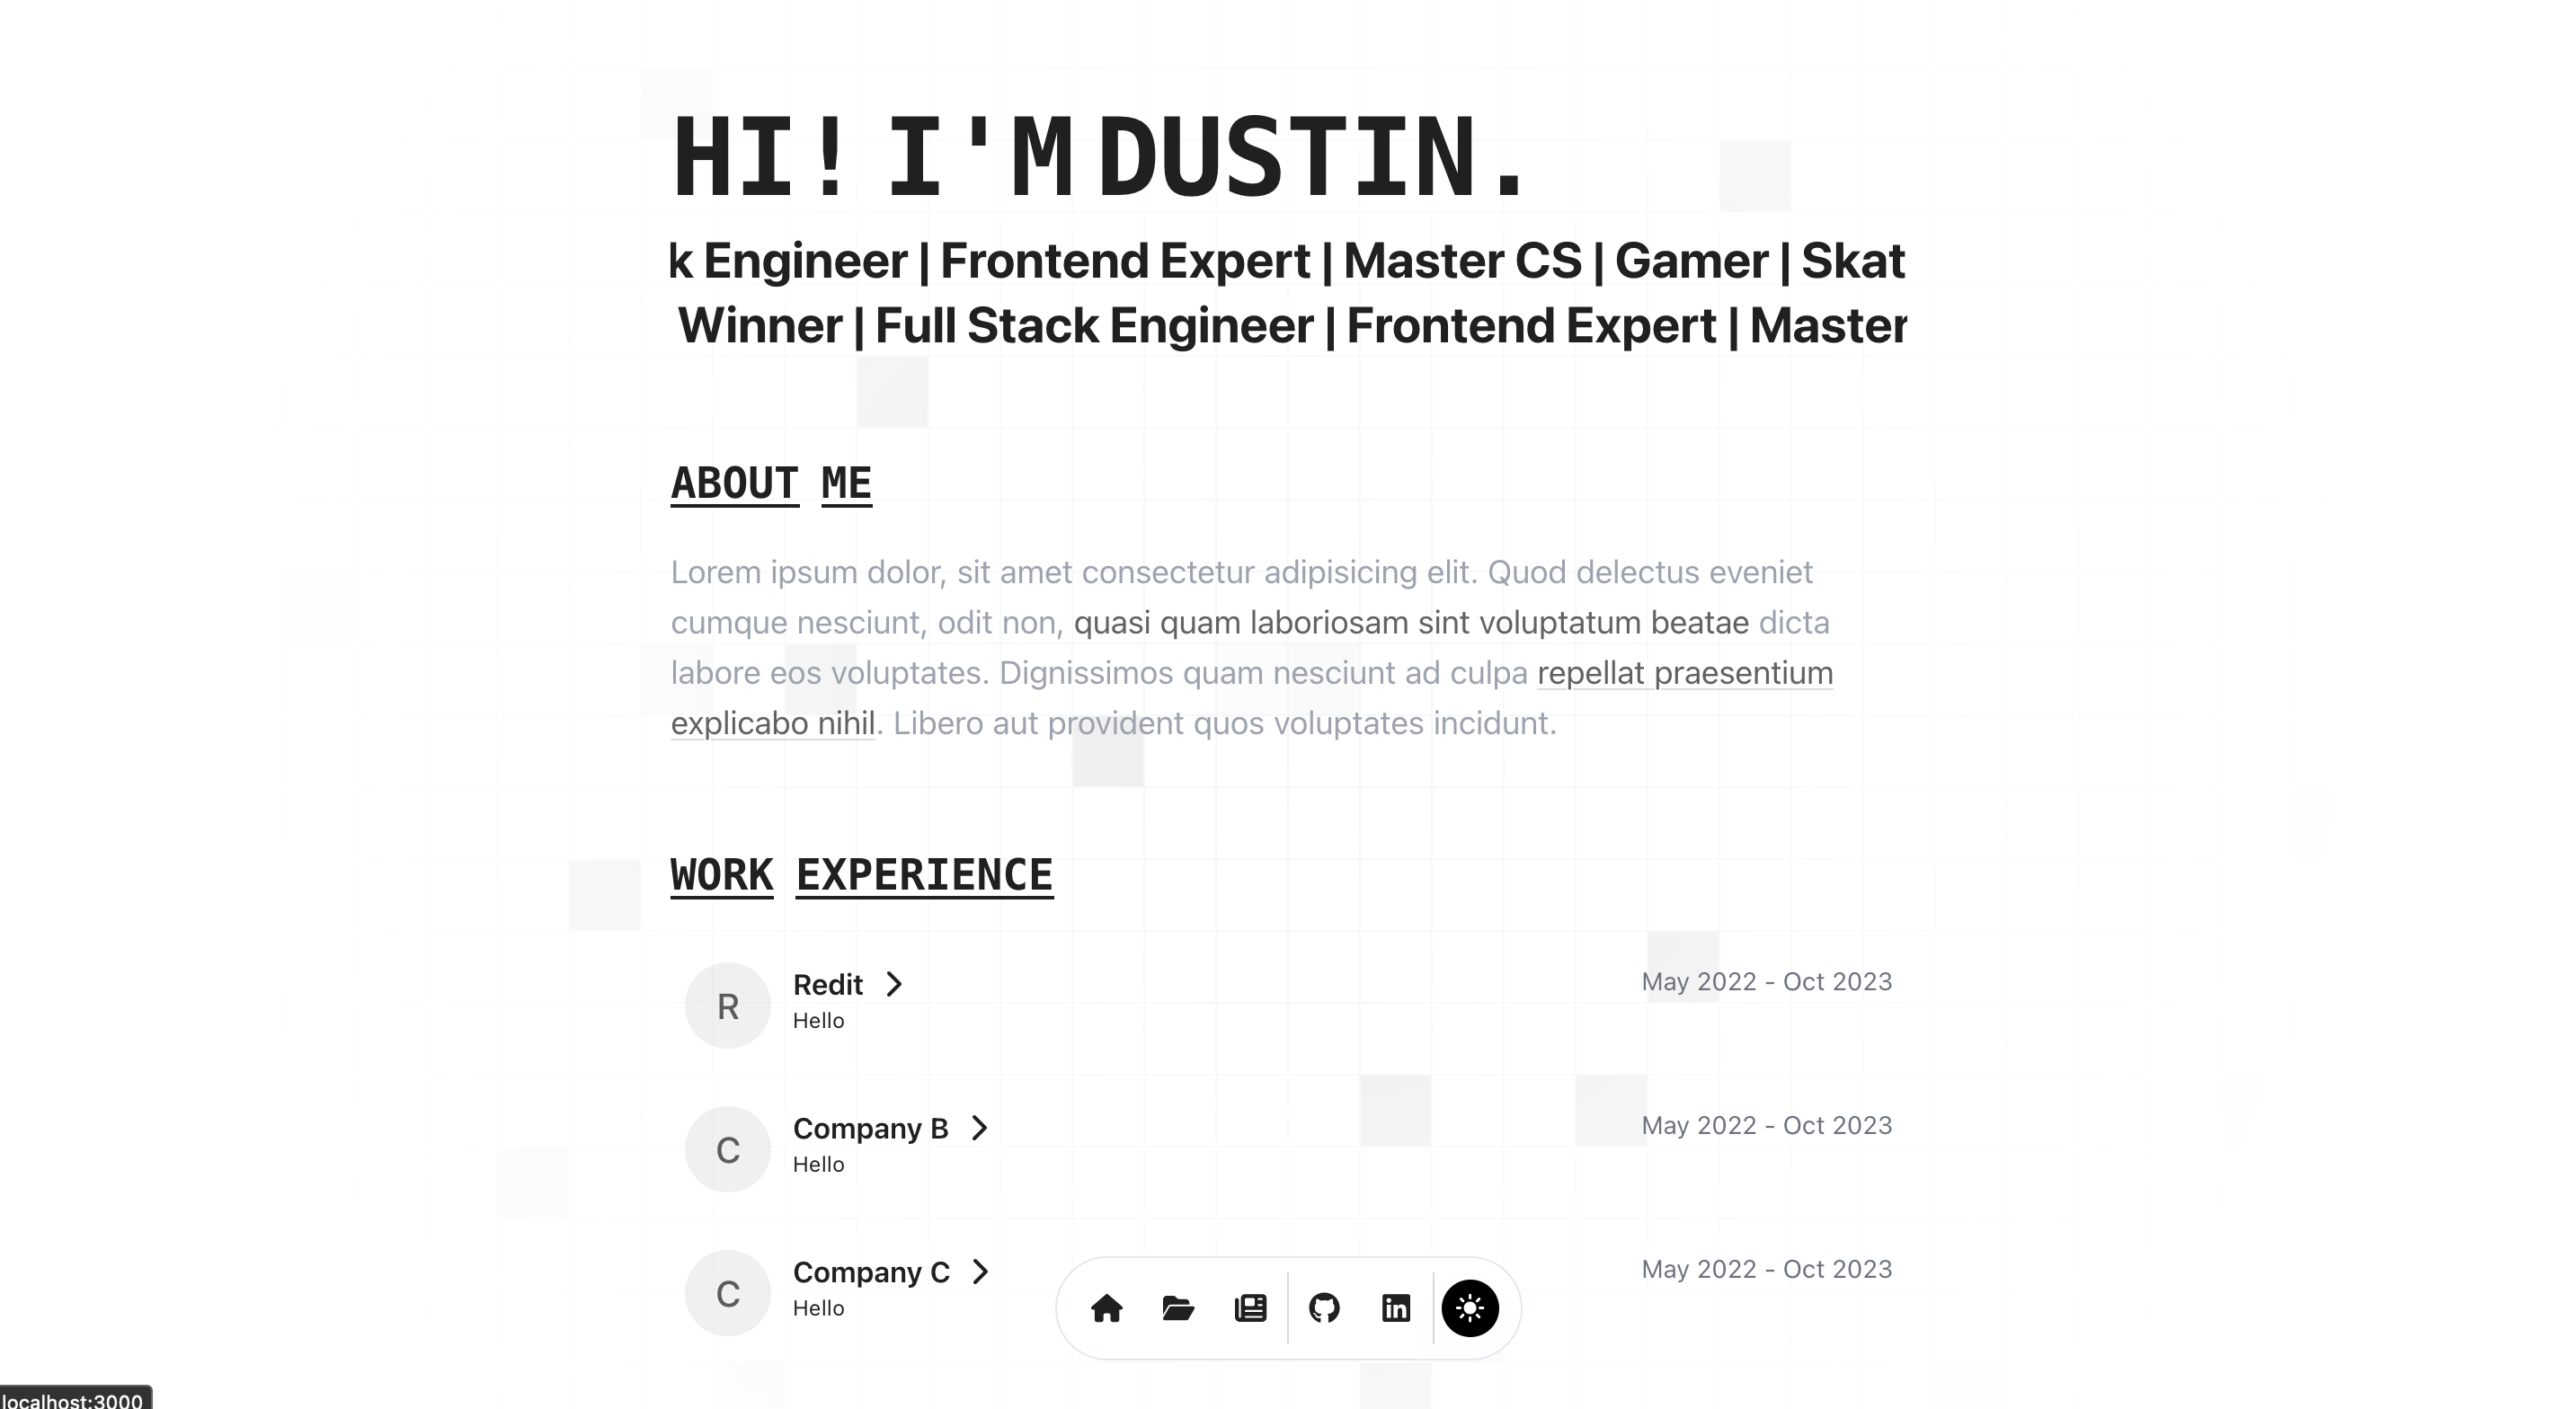 HI! I'M DUSTIN.
k Engineer | Frontend Expert | Master CS | Gamer | Skat
Winner | Full Stack Engineer | Frontend Expert | Master
ABOUT ME
Lorem ipsum dolor, sit amet consectetur adipisicing elit. Quod delectus eveniet
cumque nesciunt, odit non, quasi quam laboriosam sint voluptatum beatae dicta
labore eos voluptates. Dignissimos quam nesciunt ad culpa repellat praesentium
explicabo nihil. Libero aut provident quos voluptates incidunt.
WORK EXPERIENCE
R
Redit
May 2022 - Oct 2023
Hello
C
Company B
May 2022 - Oct 2023
Hello
C
Company C
May 2022 - Oct 2023
Hello
in
localhost:3000